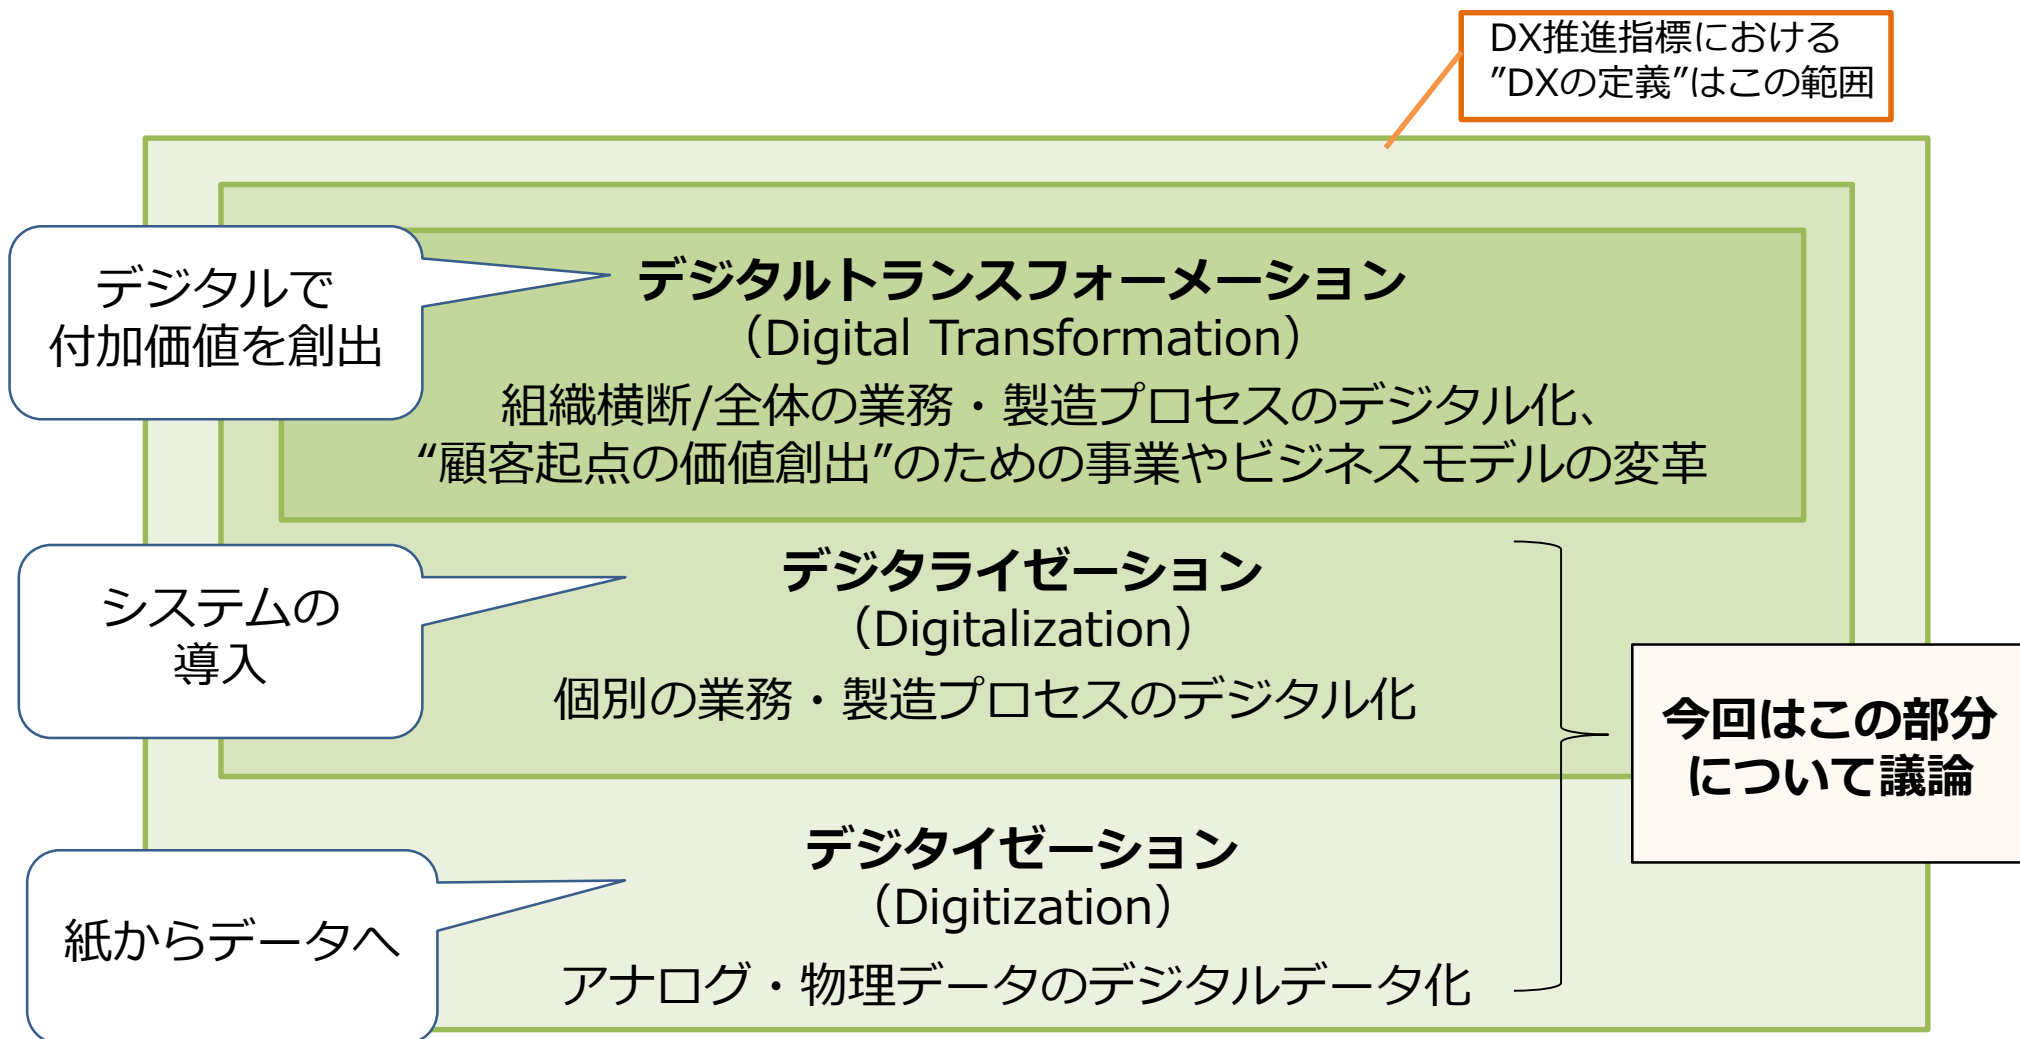 DX推進指標における
”DXの定義”はこの範囲
デジタルで
付加価値を創出
デジタルトランスフォーメーション
（Digital Transformation）
組織横断/全体の業務・製造プロセスのデジタル化、
“顧客起点の価値創出”のための事業やビジネスモデルの変革
システムの
導入
デジタライゼーション
（Digitalization）
個別の業務・製造プロセスのデジタル化
今回はこの部分
について議論
紙からデータへ
デジタイゼーション
（Digitization）
アナログ・物理データのデジタルデータ化